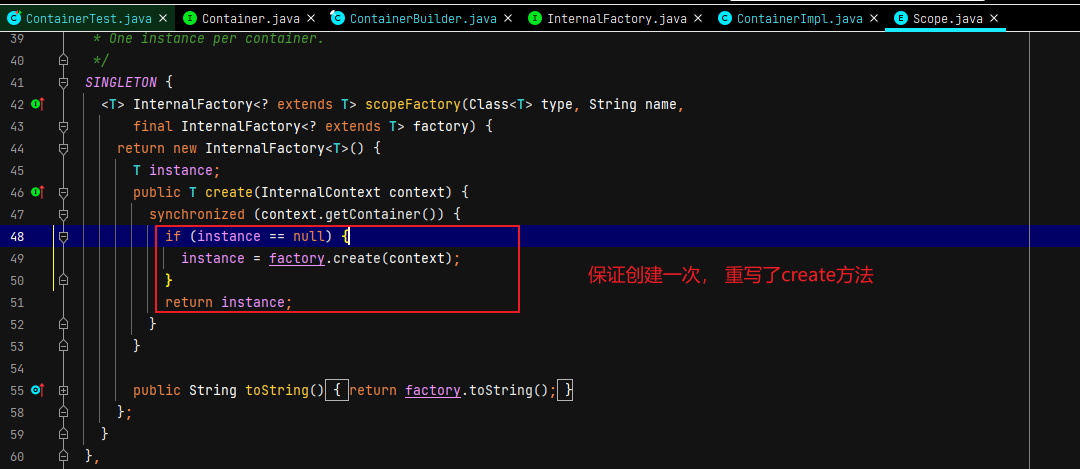 ContainerTest.java × Container.java × ContainerBuilder.java × InternalFactory.java × ContainerImpl.java × Scope.java ×
39 * One instance per container.
40 */
41 SINGLETON {
42 <T> InternalFactory<? extends T> scopeFactory(Class<T> type, String name,
43 final InternalFactory<? extends T> factory) {
44 return new InternalFactory<T>() {
45 T instance;
46 public T create(InternalContext context) {
47 synchronized (context.getContainer()) {
48 if (instance == null) {
49 instance = factory.create(context);
50 }
51 return instance;
保证创建一次， 重写了create方法
52 }
53 }
54
55 public String toString() { return factory.toString(); }
58 };
59 }
60 },